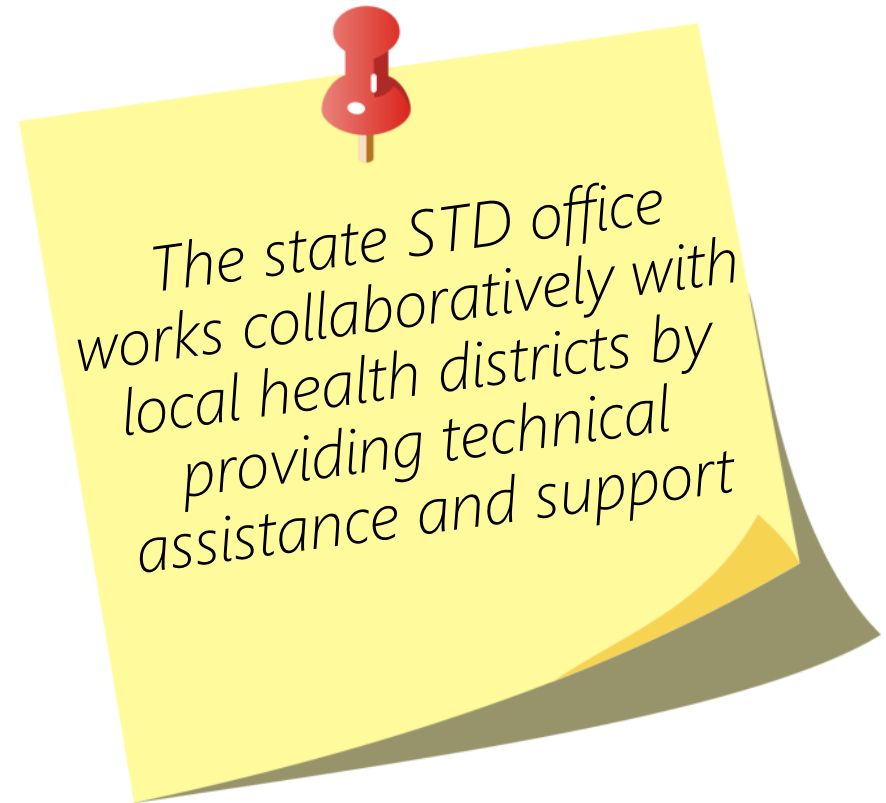 The state STD office
works collaboratively with
local health districts by
providing technical
assistance and support